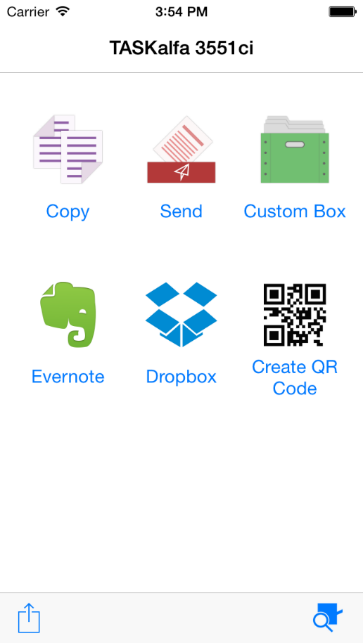 Carrier 3:54 PM
TASKalfa 3551ci
Copy Send Custom Box
Evernote Dropbox Create QR
Code